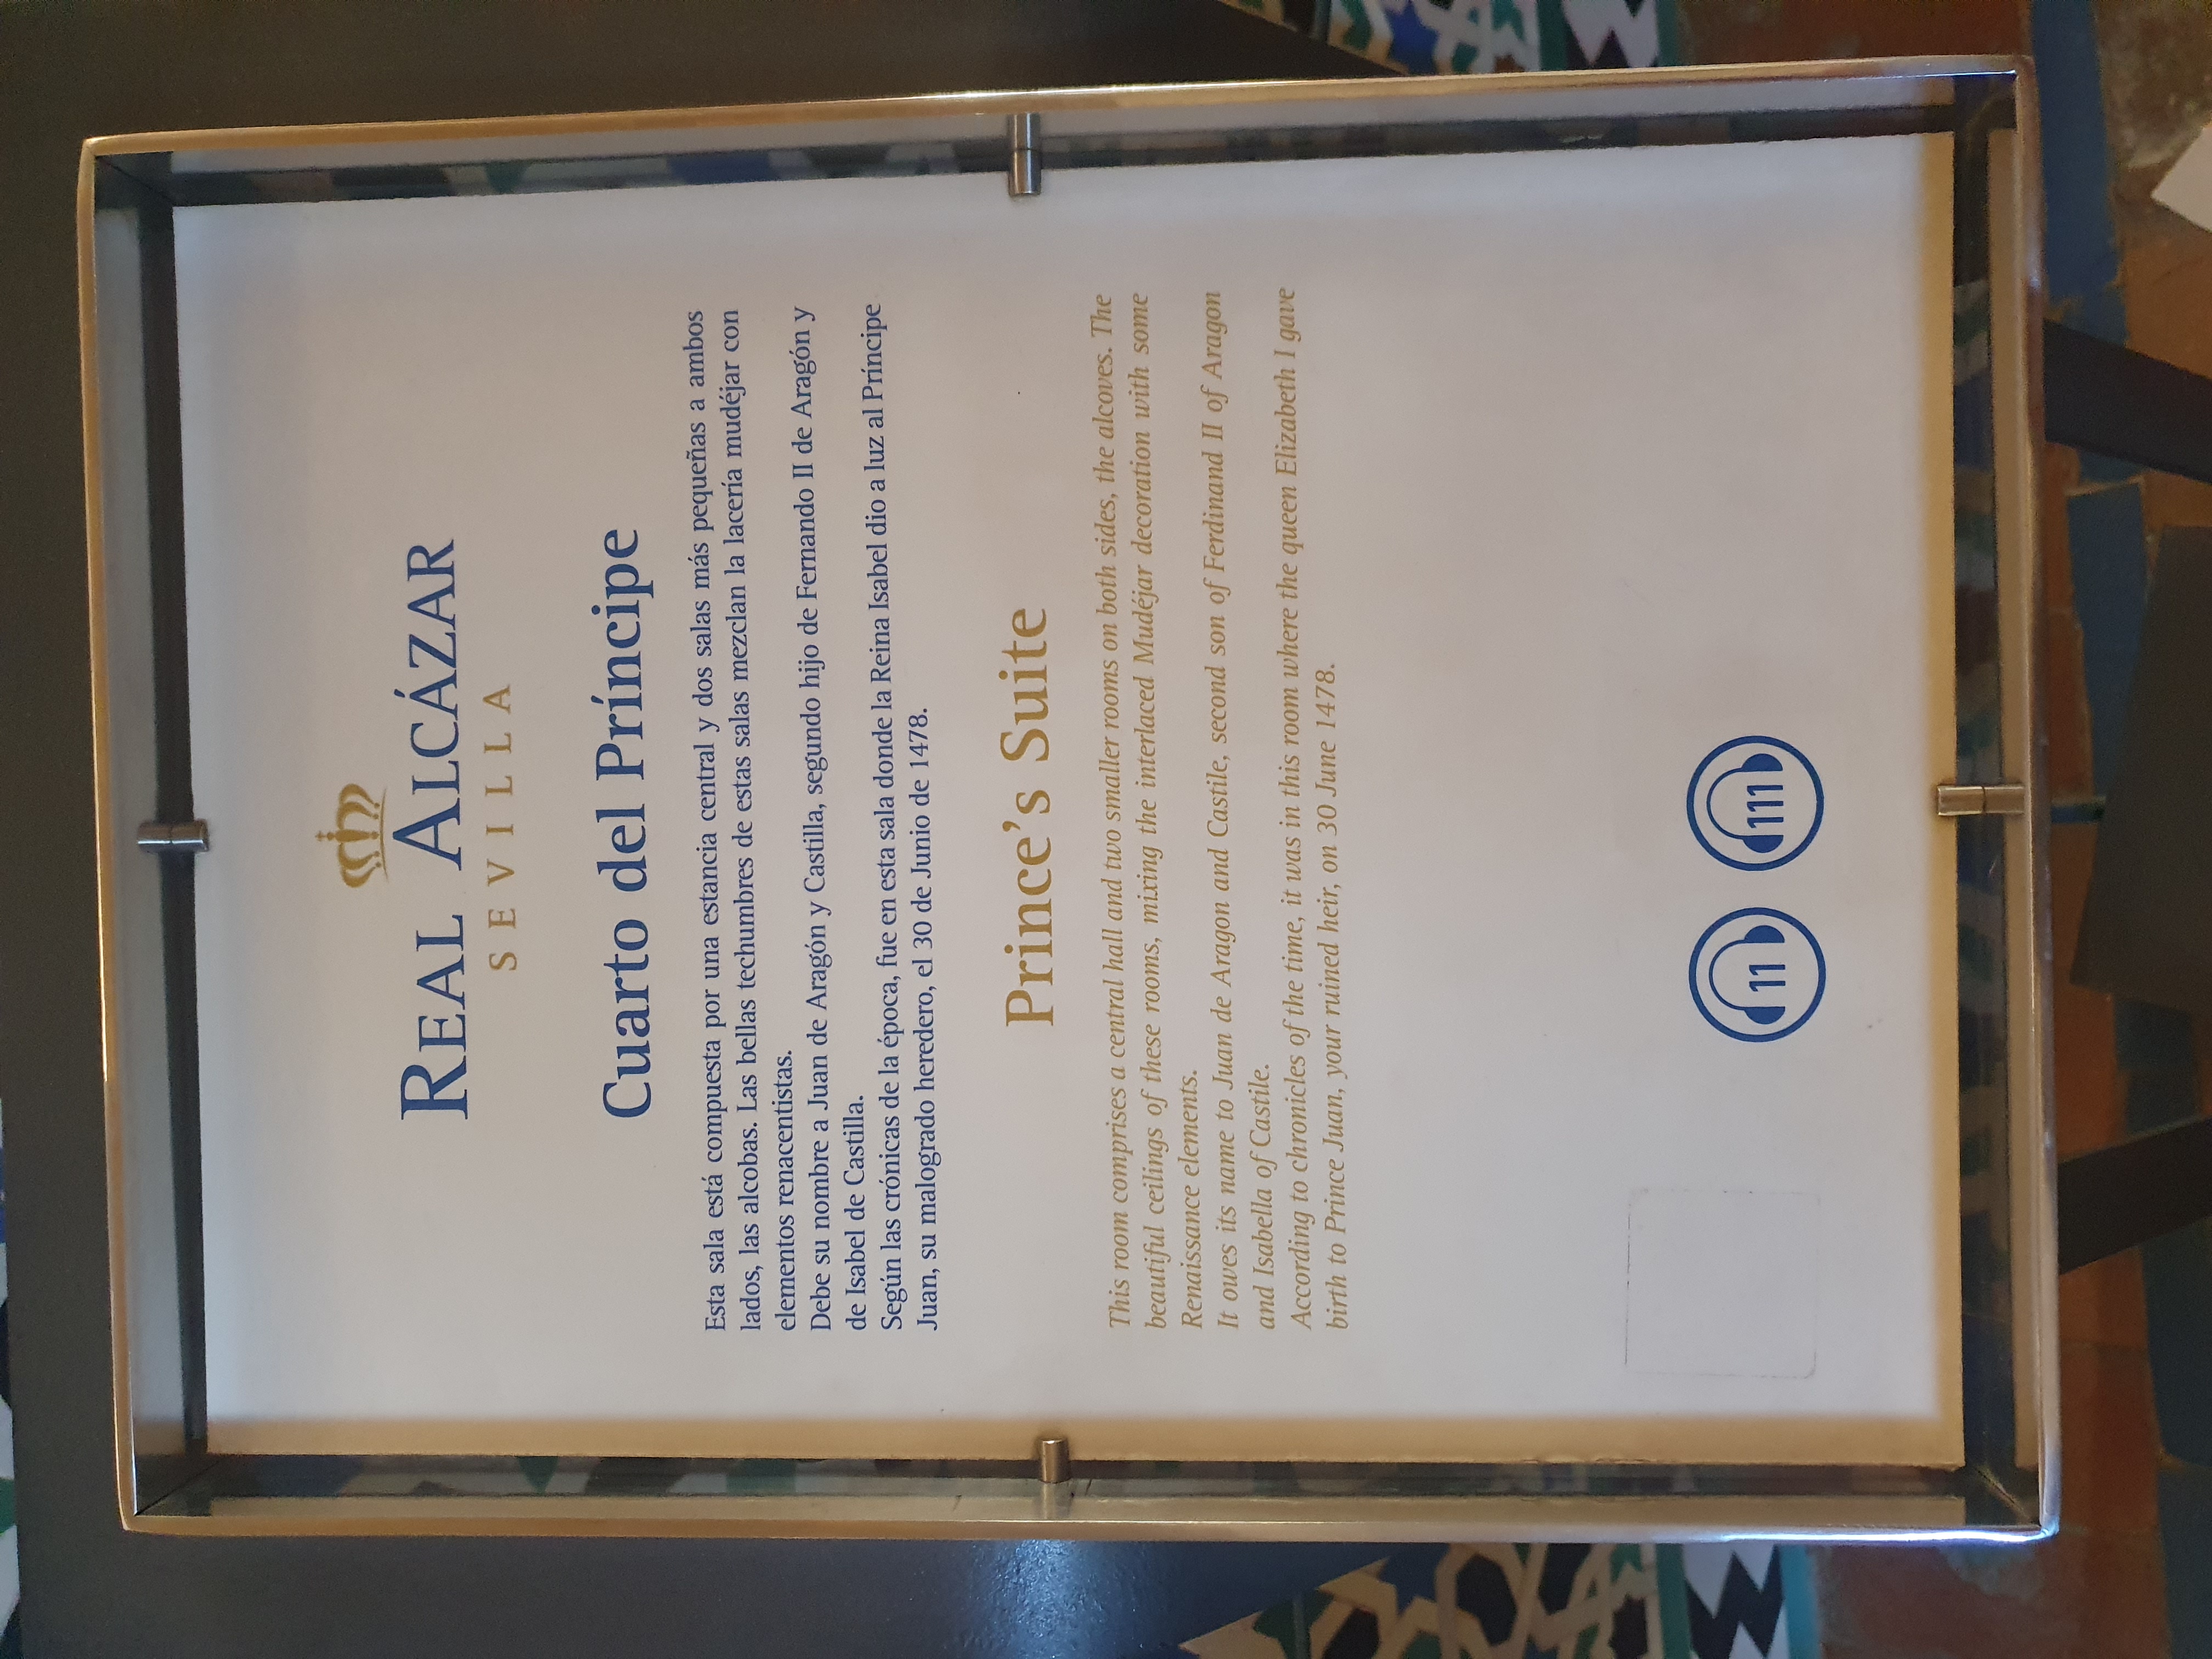 REAL ALCÁZAR
SEVILLA
Cuarto del Príncipe
Esta sala está compuesta por una estancia central y dos salas más pequeñas a ambos
lados, las alcobas. Las bellas techumbres de estas salas mezclan la lacería mudéjar con
elementos renacentistas.
Debe su nombre a Juan de Aragón y Castilla, segundo hijo de Fernando II de Aragón y
de Isabel de Castilla.
Según las crónicas de la época, fue en esta sala donde la Reina Isabel dio a luz al Príncipe
Juan, su malogrado heredero, el 30 de Junio de 1478.
Prince's Suite
This room comprises a central hall and two smaller rooms on both sides, the alcoves. The
beautiful ceilings of these rooms, mixing the interlaced Mudéjar decoration with some
Renaissance elements.
It owes its name to Juan de Aragon and Castile, second son of Ferdinand II of Aragon
and Isabella of Castile.
According to chronicles of the time, it was in this room where the queen Elizabeth I gave
birth to Prince Juan, your ruined heir, on 30 June 1478.
11 111